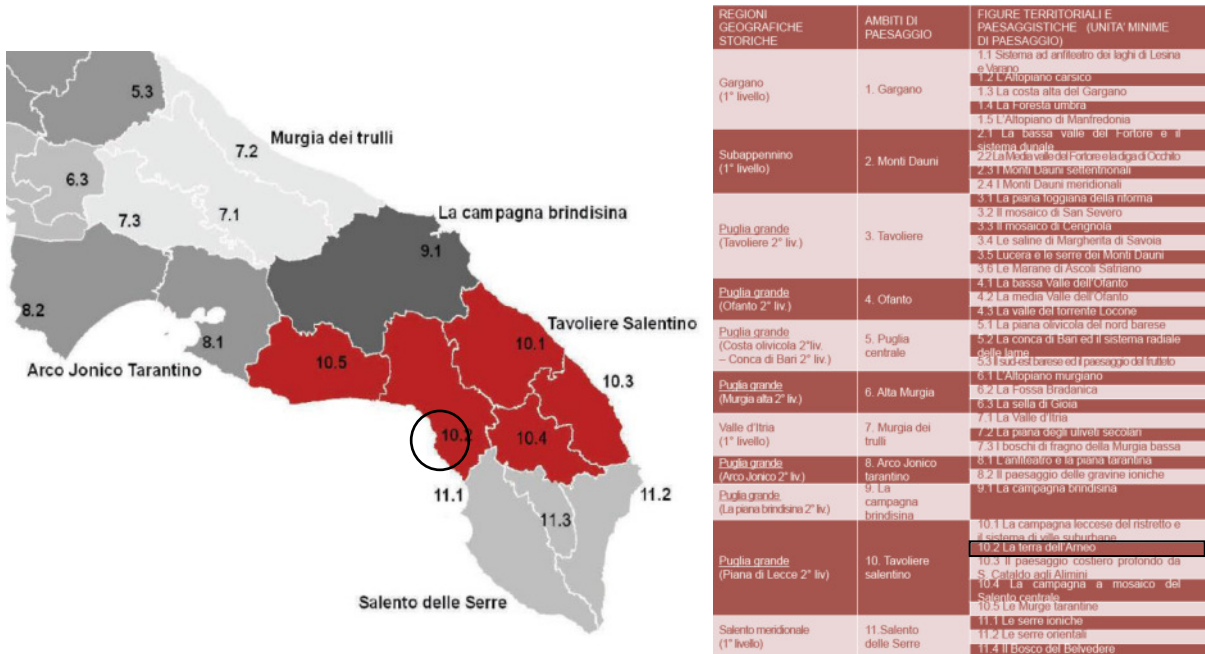 5.3
Murgia dei trulli
7.2
6.3
7.3
7.1
La campagna brindisina
9.1
8.2
8.1
Arco Jonico Tarantino
Tavoliere Salentino
10.5
10.1
10.3
10.2
10.4
11.1
11.2
11.3
Salento delle Serre
REGIONI
GEOGRAFICHE
STORICHE
AMBITI DI
PAESAGGIO
FIGURE TERRITORIALI E
PAESAGGISTICHE (UNITA' MINIME
DI PAESAGGIO)
Gargano
(1° livello)
1. Gargano
1.1 Sistema ad anfiteatro dei laghi di Lesina
e Varano
1.2 L'Altopiano carsico
1.3 La costa alta del Gargano
1.4 La Foresta umbra
1.5 L'Altopiano di Manfredonia
Subappennino
(1° livello)
2. Monti Dauni
2.1 La bassa valle del Fortore e il
sistema dunale
2.2 La Media valle del Fortore e la diga di Occhito
2.3 I Monti Dauni settentrionali
2.4 I Monti Dauni meridionali
Puglia grande
(Tavoliere 2° liv.)
3. Tavoliere
3.1 La piana foggiana della riforma
3.2 Il mosaico di San Severo
3.3 Il mosaico di Cerignola
3.4 Le saline di Margherita di Savoia
3.5 Lucera e le serre dei Monti Dauni
3.6 Le Marane di Ascoli Satriano
Puglia grande
(Ofanto 2° liv.)
4. Ofanto
4.1 La bassa Valle dell'Ofanto
4.2 La media Valle dell'Ofanto
4.3 La valle del torrente Locone
Puglia grande
(Costa olivicola 2°liv.
– Conca di Bari 2° liv.)
5. Puglia
centrale
5.1 La piana olivicola del nord barese
5.2 La conca di Bari ed il sistema radiale
delle lame
5.3 Il sud-est barese ed il paesaggio del frutteto
Puglia grande
(Murgia alta 2° liv.)
6. Alta Murgia
6.1 L'Altopiano murgiano
6.2 La Fossa Bradanica
6.3 La sella di Gioia
Valle d'Itria
(1° livello)
7. Murgia dei
trulli
7.1 La Valle d'Itria
7.2 La piana degli uliveti secolari
7.3 I boschi di fragno della Murgia bassa
Puglia grande
(Arco Jonico 2° liv.)
8. Arco Jonico
tarantino
8.1 L'anfiteatro e la piana tarantina
8.2 Il paesaggio delle gravine ioniche
Puglia grande
(La piana brindisina 2° liv.)
9. La
campagna
brindisina
9.1 La campagna brindisina
Puglia grande
(Piana di Lecce 2° liv)
10. Tavoliere
salentino
10.1 La campagna leccese del ristretto e
il sistema di ville suburbane
10.2 La terra dell'Arneo
10.3 Il paesaggio costiero profondo da
S. Cataldo agli Alimini
10.4 La campagna a mosaico del
Salento centrale
10.5 Le Murge tarantine
Salento meridionale
(1° livello)
11.Salento
delle Serre
11.1 Le serre ioniche
11.2 Le serre orientali
11.4 Il Bosco del Belvedere